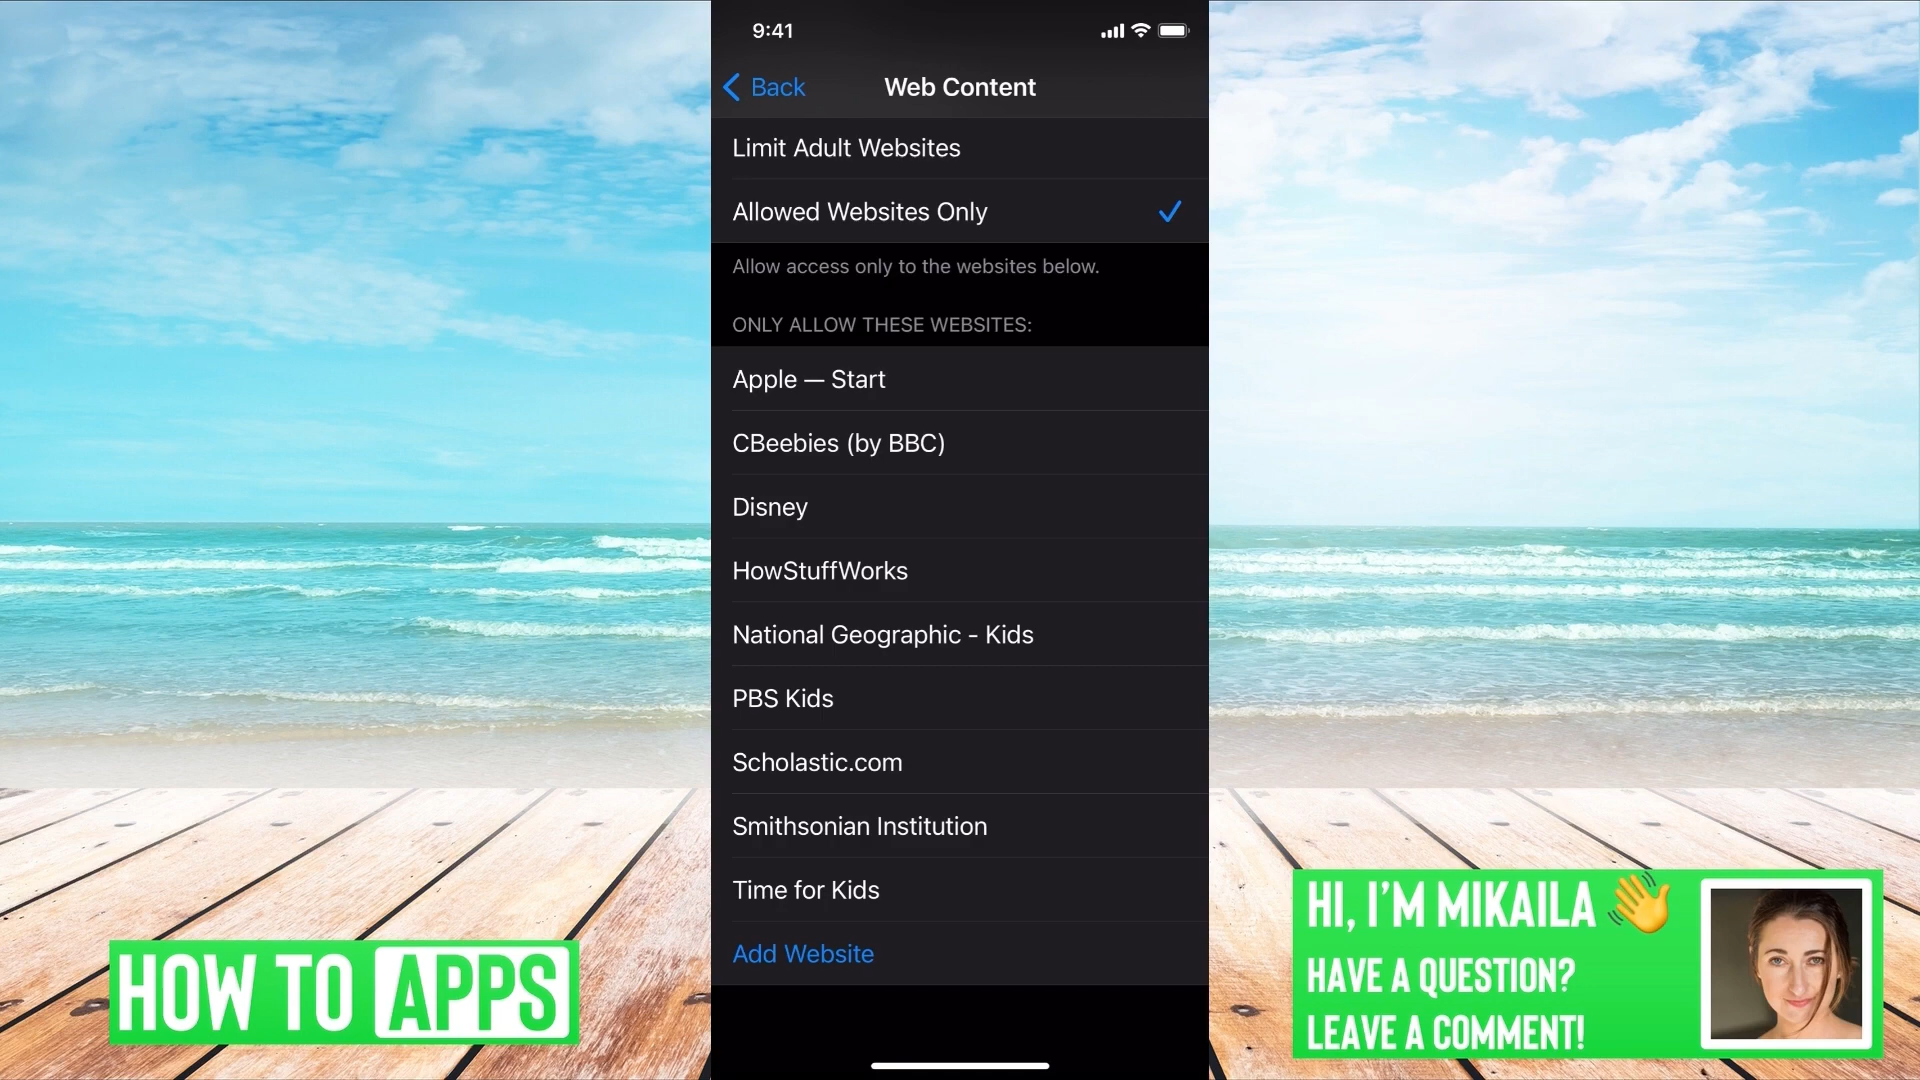 9:41
Back
Web Content
Limit Adult Websites
Allowed Websites Only
Allow access only to the websites below.
ONLY ALLOW THESE WEBSITES:
Apple — Start
CBeebies (by BBC)
Disney
HowStuffWorks
National Geographic - Kids
PBS Kids
Scholastic.com
Smithsonian Institution
Time for Kids
Add Website
HOW TO APPS
HI, I'M MIKAILA 👋
HAVE A QUESTION?
LEAVE A COMMENT!